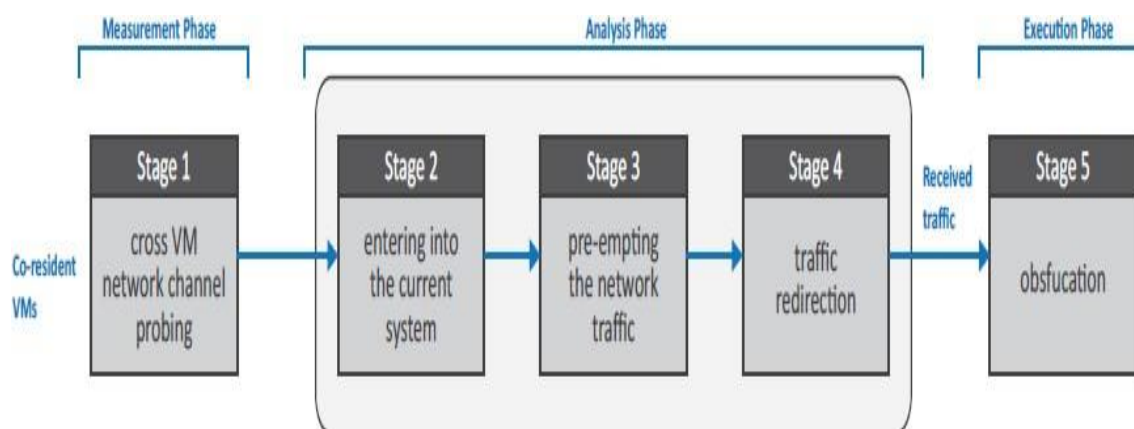 Measurement Phase
Analysis Phase
Execution Phase
Co-resident
VMs
Stage 1
cross VM
network channel
probing
Stage 2
entering into
the current
system
Stage 3
pre-empting
the network
traffic
Stage 4
traffic
redirection
Received
traffic
Stage 5
obsfucation